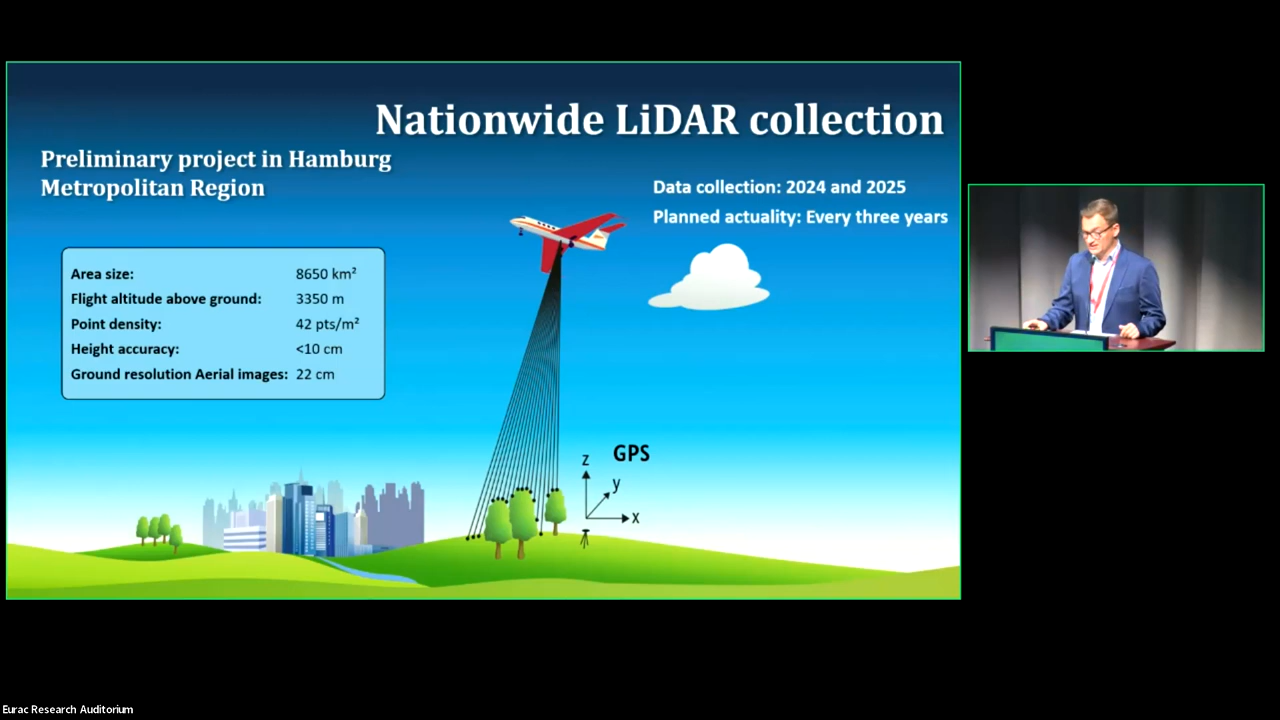 Nationwide LiDAR collection
Preliminary project in Hamburg
Metropolitan Region
Data collection: 2024 and 2025
Planned actuality: Every three years
Area size: 8650 km²
Flight altitude above ground: 3350 m
Point density: 42 pts/m²
Height accuracy: <10 cm
Ground resolution Aerial images: 22 cm
GPS
z
y
x
Eurac Research Auditorium